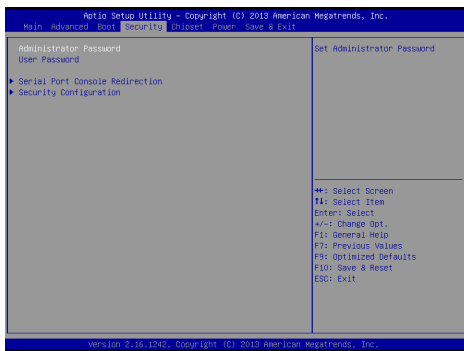 Aptio Setup Utility – Copyright (C) 2013 American Megatrends, Inc.
Main Advanced Boot Security Chipset Power Save & Exit
Administrator Password
User Password
Serial Port Console Redirection
Security Configuration
Set Administrator Password
→←: Select Screen
↑↓: Select Item
Enter: Select
+/-: Change Opt.
F1: General Help
F7: Previous Values
F9: Optimized Defaults
F10: Save & Reset
ESC: Exit
Version 2.16.1242. Copyright (C) 2013 American Megatrends, Inc.